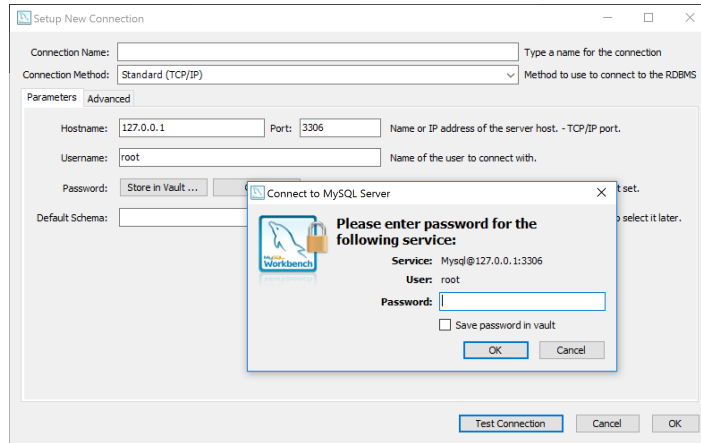 Setup New Connection
Connection Name: Type a name for the connection
Connection Method: Standard (TCP/IP) Method to use to connect to the RDBMS
Parameters Advanced
Hostname: 127.0.0.1 Port: 3306 Name or IP address of the server host. - TCP/IP port.
Username: root Name of the user to connect with.
Password: Store in Vault ... t set.
Default Schema: to select it later.
Connect to MySQL Server
Please enter password for the
following service:
Service: Mysql@127.0.0.1:3306
User: root
Password:
Save password in vault
OK Cancel
MySQL
Workbench
Test Connection Cancel OK